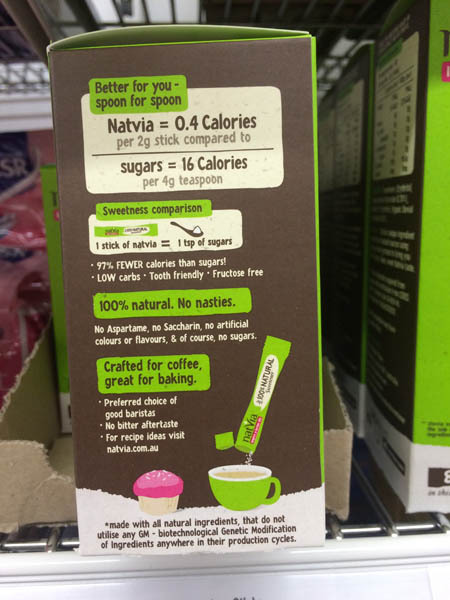 Better for you -
spoon for spoon
Natvia = 0.4 Calories
per 2g stick compared to
sugars = 16 Calories
per 4g teaspoon
Sweetness comparison
1 stick of natvia = 1 tsp of sugars
· 97% FEWER calories than sugars!
· LOW carbs · Tooth friendly · Fructose free
100% natural. No nasties.
No Aspartame, no Saccharin, no artificial
colours or flavours, & of course, no sugars.
Crafted for coffee,
great for baking.
· Preferred choice of
good baristas
· No bitter aftertaste
· For recipe ideas visit
natvia.com.au
natvia
100% NATURAL
*made with all natural ingredients, that do not
utilise any GM - biotechnological Genetic Modification
of Ingredients anywhere in their production cycles.
SR